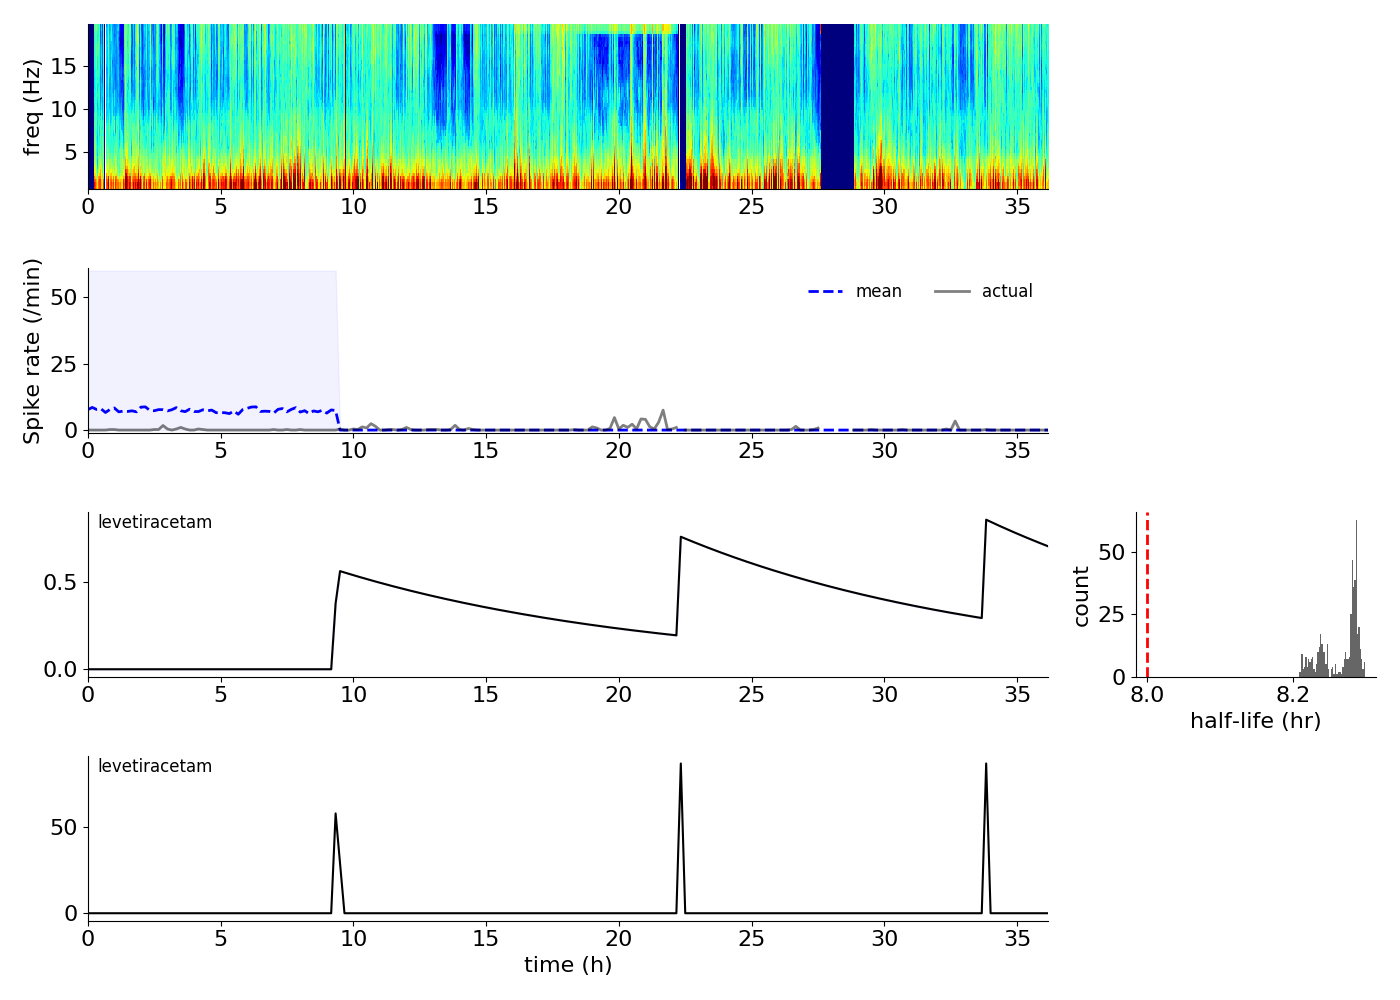 freq (Hz)
15
10
5
0 5 10 15 20 25 30 35
Spike rate (/min)
50
25
0
mean actual
0 5 10 15 20 25 30 35
levetiracetam
0.5
0.0
0 5 10 15 20 25 30 35
count
50
25
0
8.0 8.2
half-life (hr)
levetiracetam
50
0
0 5 10 15 20 25 30 35
time (h)